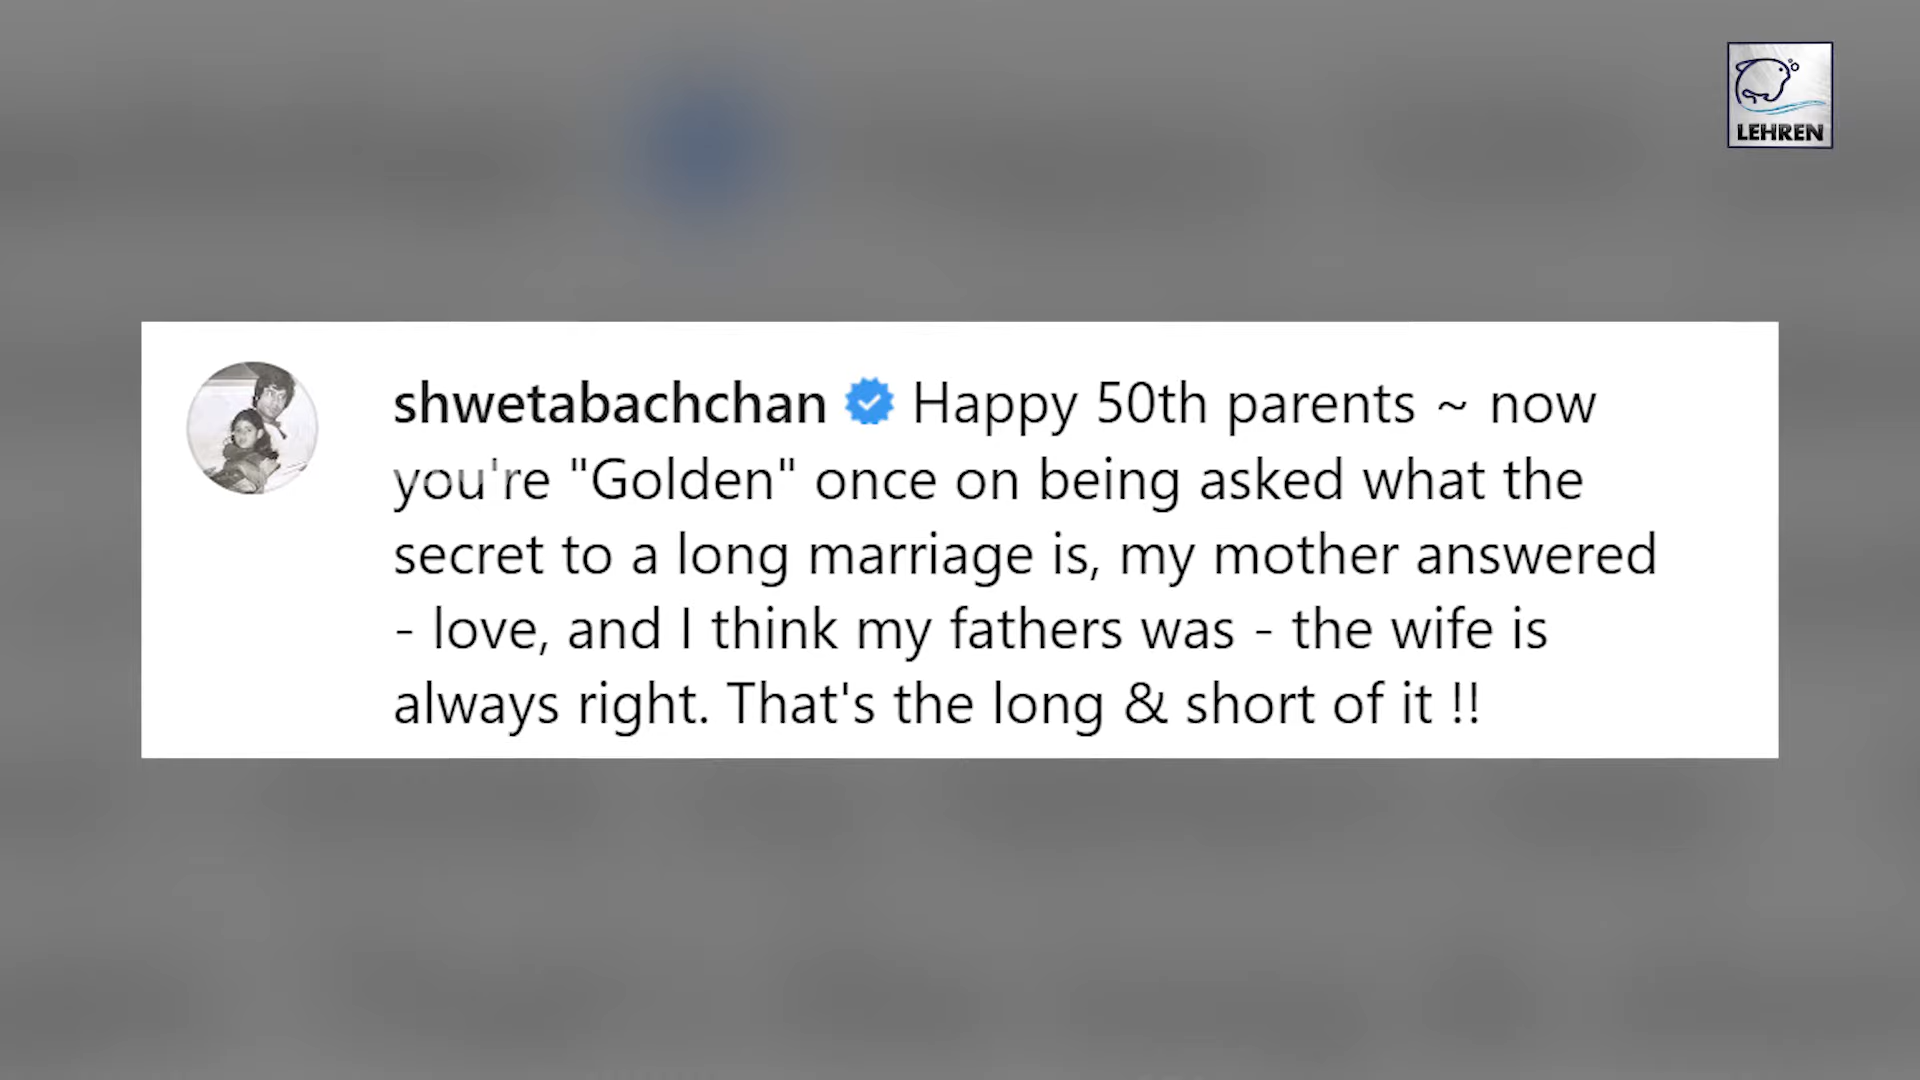 LEHREN
shwetabachchan Happy 50th parents ~ now
you're "Golden" once on being asked what the
secret to a long marriage is, my mother answered
- love, and I think my fathers was - the wife is
always right. That's the long & short of it !!